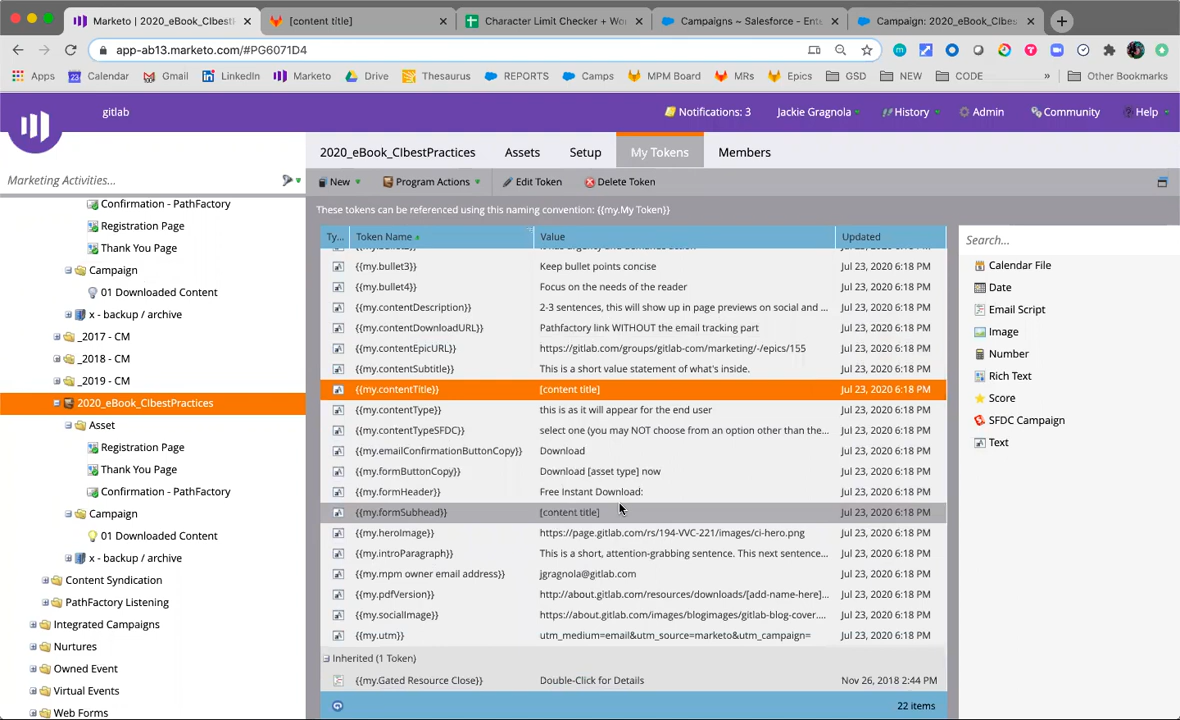 Marketo | 2020_eBook_CIbest
[content title]
Character Limit Checker + Wo
Campaigns ~ Salesforce - Ente
Campaign: 2020_eBook_CIbes
app-ab13.marketo.com/#PG6071D4
Apps
Calendar
Gmail
LinkedIn
Marketo
Drive
Thesaurus
REPORTS
Camps
MPM Board
MRs
Epics
GSD
NEW
CODE
»
Other Bookmarks
gitlab
Notifications: 3
Jackie Gragnola
History
Admin
Community
Help
Marketing Activities...
2020_eBook_CIbestPractices
Assets
Setup
My Tokens
Members
New
Program Actions
Edit Token
Delete Token
These tokens can be referenced using this naming convention: {{my.My Token}}
Confirmation - PathFactory
Registration Page
Thank You Page
Campaign
01 Downloaded Content
x - backup / archive
_2017 - CM
_2018 - CM
_2019 - CM
2020_eBook_CIbestPractices
Asset
Registration Page
Thank You Page
Confirmation - PathFactory
Campaign
01 Downloaded Content
x - backup / archive
Content Syndication
PathFactory Listening
Integrated Campaigns
Nurtures
Owned Event
Virtual Events
Web Forms
Ty... Token Name Value Updated
{{my.bullet3}} Keep bullet points concise Jul 23, 2020 6:18 PM
{{my.bullet4}} Focus on the needs of the reader Jul 23, 2020 6:18 PM
{{my.contentDescription}} 2-3 sentences, this will show up in page previews on social and ... Jul 23, 2020 6:18 PM
{{my.contentDownloadURL}} Pathfactory link WITHOUT the email tracking part Jul 23, 2020 6:18 PM
{{my.contentEpicURL}} https://gitlab.com/groups/gitlab-com/marketing/-/epics/155 Jul 23, 2020 6:18 PM
{{my.contentSubtitle}} This is a short value statement of what's inside. Jul 23, 2020 6:18 PM
{{my.contentTitle}} [content title] Jul 23, 2020 6:18 PM
{{my.contentType}} this is as it will appear for the end user Jul 23, 2020 6:18 PM
{{my.contentTypeSFDC}} select one (you may NOT choose from an option other than the... Jul 23, 2020 6:18 PM
{{my.emailConfirmationButtonCopy}} Download Jul 23, 2020 6:18 PM
{{my.formButtonCopy}} Download [asset type] now Jul 23, 2020 6:18 PM
{{my.formHeader}} Free Instant Download: Jul 23, 2020 6:18 PM
{{my.formSubhead}} [content title] Jul 23, 2020 6:18 PM
{{my.heroImage}} https://page.gitlab.com/rs/194-VVC-221/images/ci-hero.png Jul 23, 2020 6:18 PM
{{my.introParagraph}} This is a short, attention-grabbing sentence. This next sentence... Jul 23, 2020 6:18 PM
{{my.mpm owner email address}} jgragnola@gitlab.com Jul 23, 2020 6:18 PM
{{my.pdfVersion}} http://about.gitlab.com/resources/downloads/[add-name-here]... Jul 23, 2020 6:18 PM
{{my.socialImage}} https://about.gitlab.com/images/blogimages/gitlab-blog-cover.... Jul 23, 2020 6:18 PM
{{my.utm}} utm_medium=email&utm_source=marketo&utm_campaign= Jul 23, 2020 6:18 PM
Inherited (1 Token)
{{my.Gated Resource Close}} Double-Click for Details Nov 26, 2018 2:44 PM
22 items
Search...
Calendar File
Date
Email Script
Image
Number
Rich Text
Score
SFDC Campaign
Text